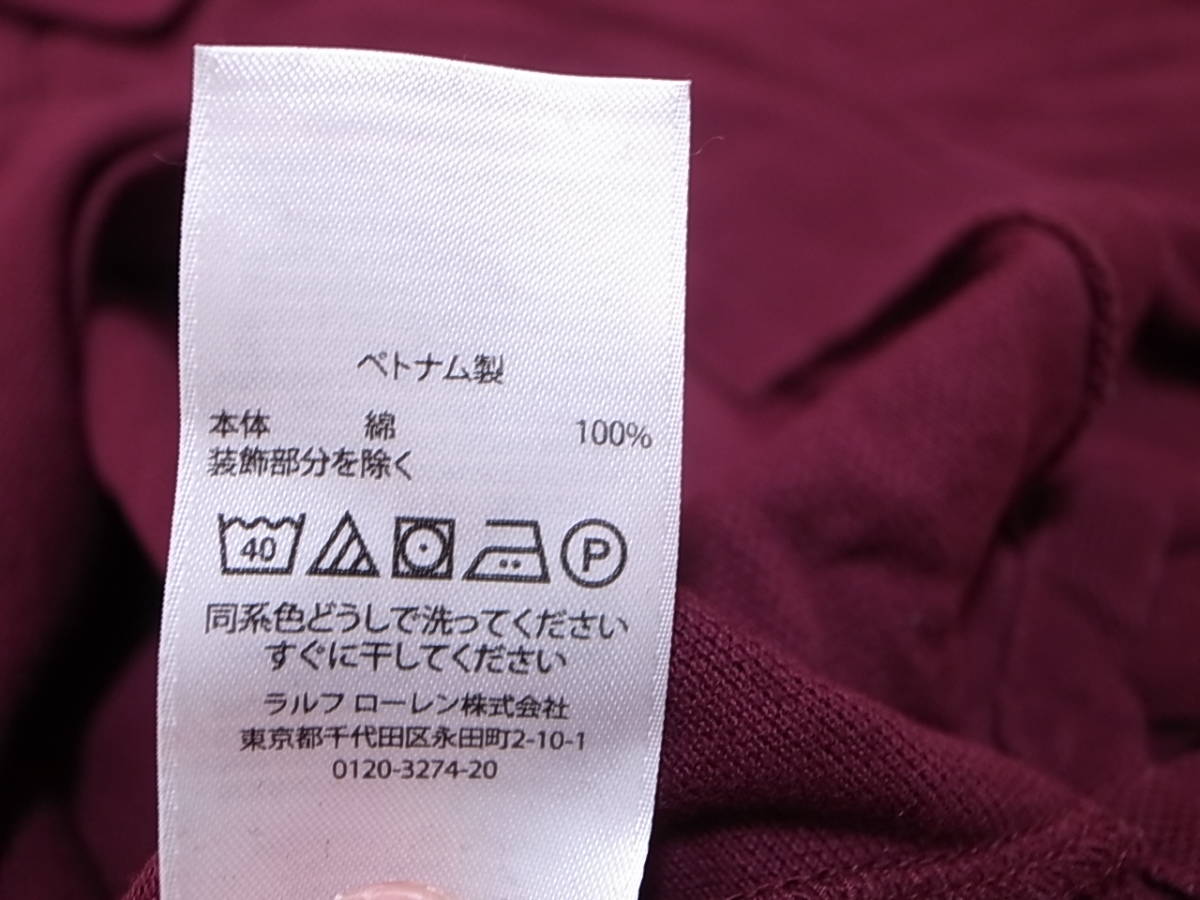 ベトナム製
本体 綿 100%
装飾部分を除く
40 P
同系色どうしで洗ってください
すぐに干してください
ラルフ ローレン株式会社
東京都千代田区永田町2-10-1
0120-3274-20